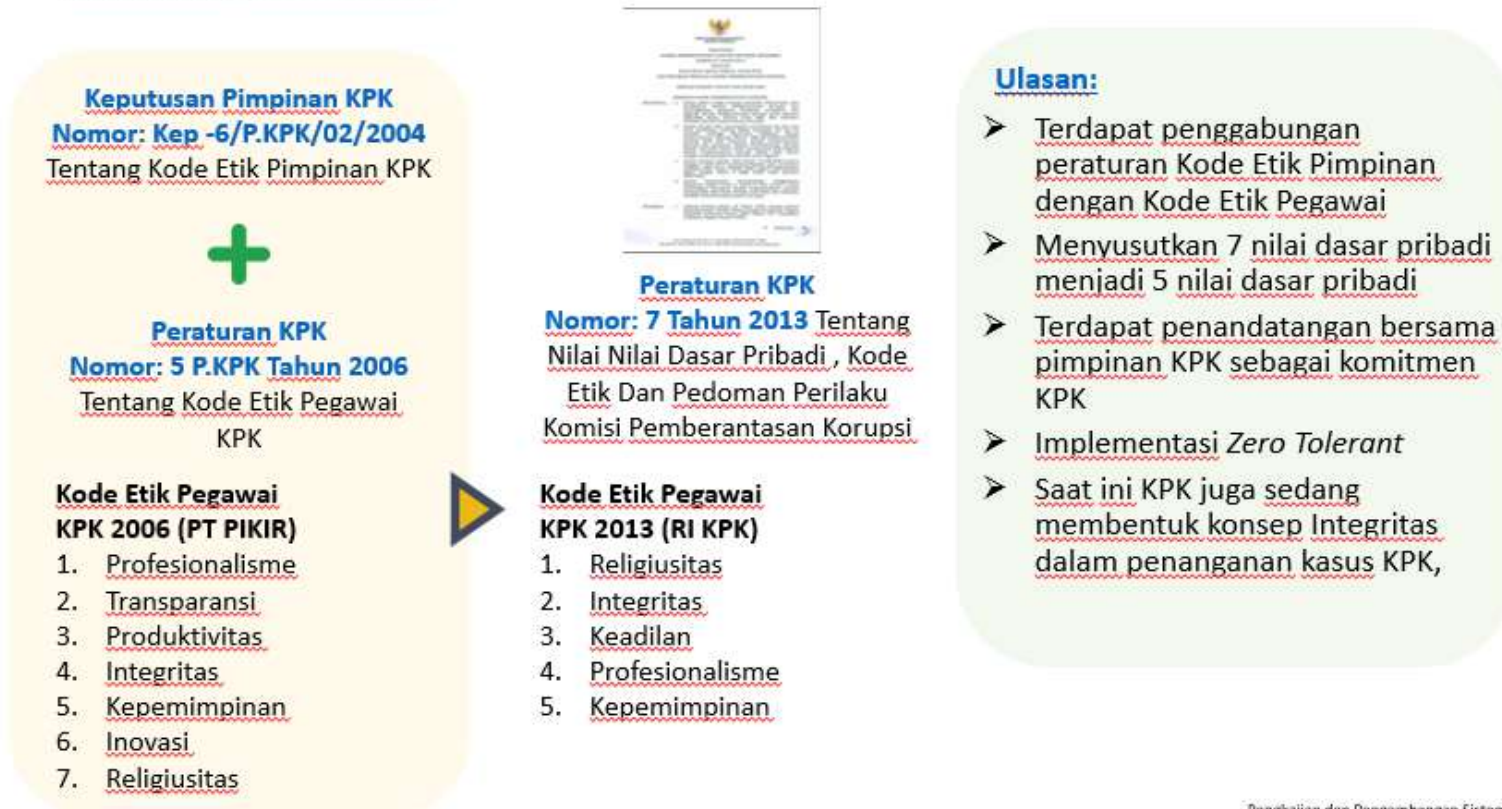 Keputusan Pimpinan KPK
Nomor: Kep -6/P.KPK/02/2004
Tentang Kode Etik Pimpinan KPK
Peraturan KPK
Nomor: 5 P.KPK Tahun 2006
Tentang Kode Etik Pegawai
KPK
Kode Etik Pegawai
KPK 2006 (PT PIKIR)
1. Profesionalisme
2. Transparansi
3. Produktivitas
4. Integritas
5. Kepemimpinan
6. Inovasi
7. Religiusitas
Peraturan KPK
Nomor: 7 Tahun 2013 Tentang
Nilai Nilai Dasar Pribadi , Kode
Etik Dan Pedoman Perilaku
Komisi Pemberantasan Korupsi
Kode Etik Pegawai
KPK 2013 (RI KPK)
1. Religiusitas
2. Integritas
3. Keadilan
4. Profesionalisme
5. Kepemimpinan
Ulasan:
➢ Terdapat penggabungan
peraturan Kode Etik Pimpinan
dengan Kode Etik Pegawai
➢ Menyusutkan 7 nilai dasar pribadi
menjadi 5 nilai dasar pribadi
➢ Terdapat penandatangan bersama
pimpinan KPK sebagai komitmen
KPK
➢ Implementasi Zero Tolerant
➢ Saat ini KPK juga sedang
membentuk konsep Integritas
dalam penanganan kasus KPK,